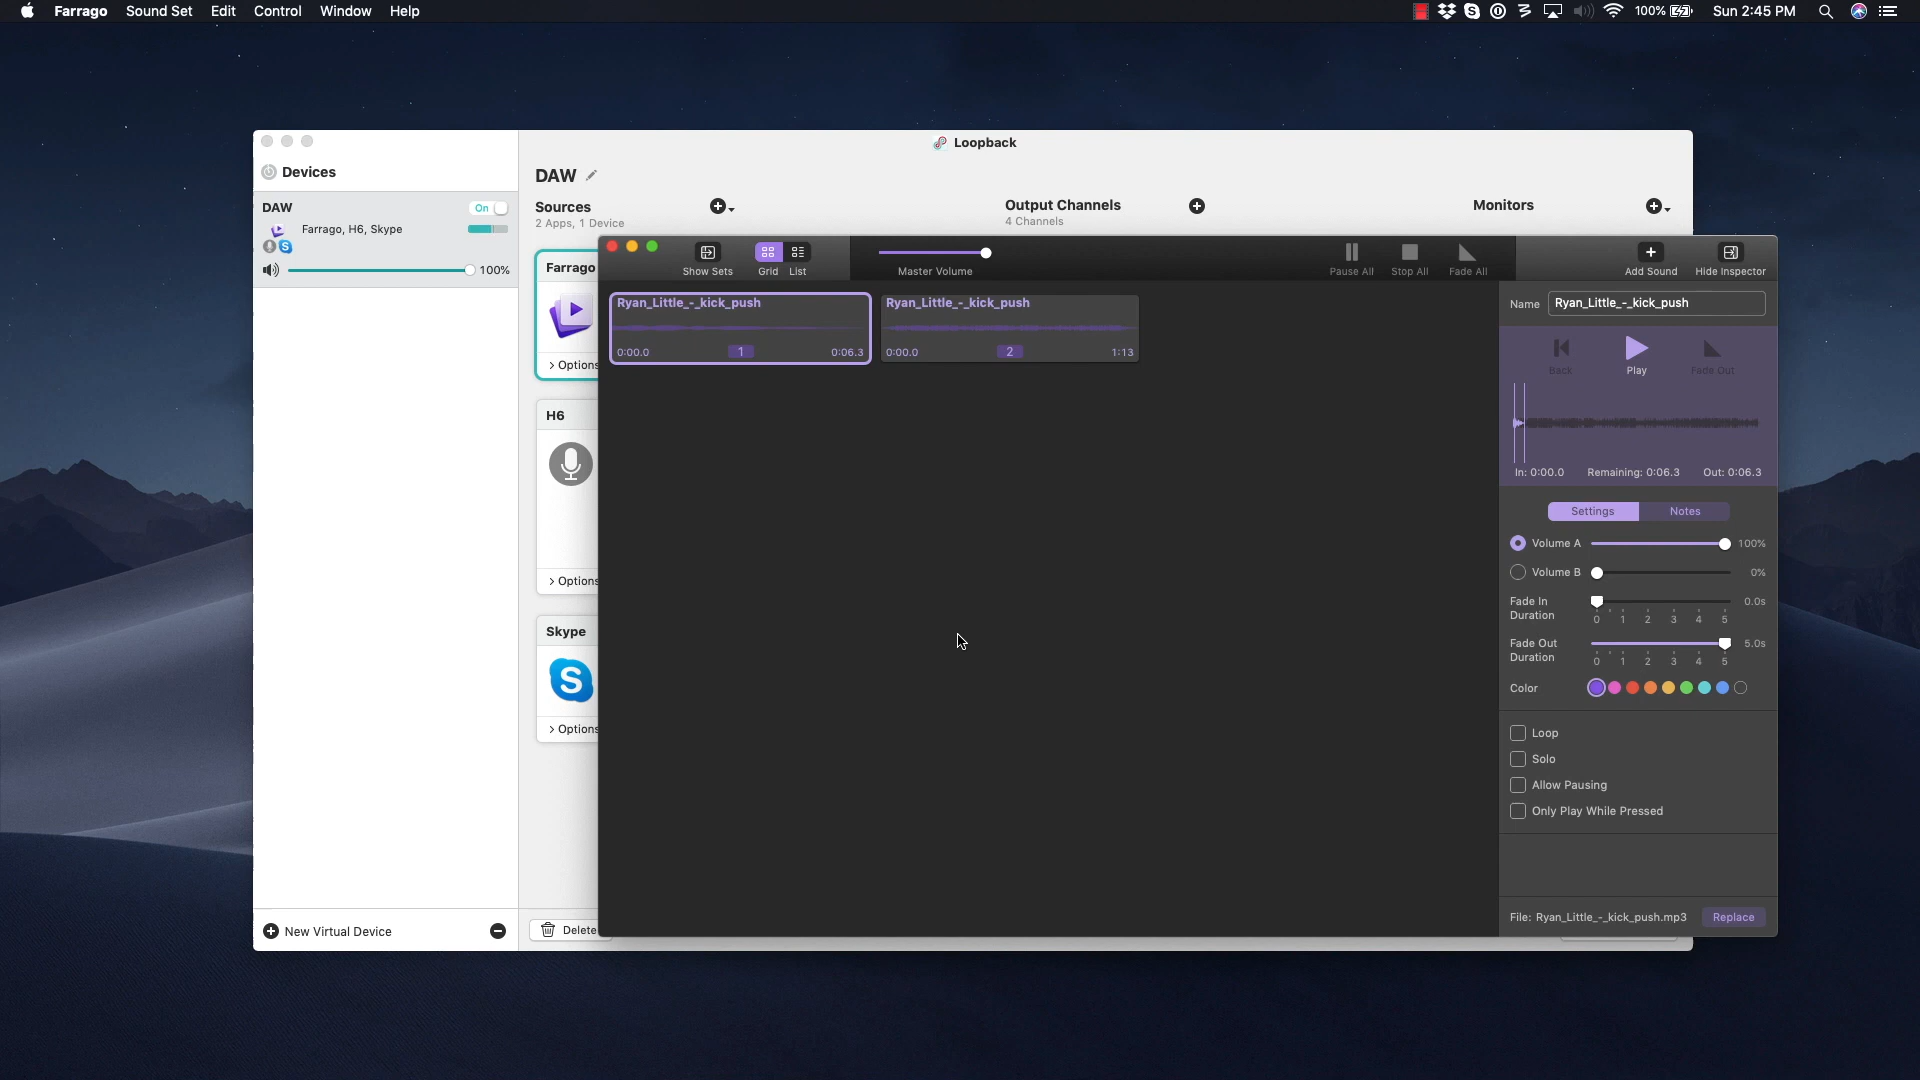 Farrago Sound Set Edit Control Window Help
100% Sun 2:45 PM
Loopback
Devices
DAW
On
Farrago, H6, Skype
100%
New Virtual Device
DAW
Sources
2 Apps, 1 Device
Output Channels
4 Channels
Monitors
Farrago
> Options
H6
> Options
Skype
> Options
Delete
Show Sets
Grid
List
Master Volume
Pause All
Stop All
Fade All
Add Sound
Hide Inspector
Ryan_Little_-_kick_push
0:00.0 1 0:06.3
Ryan_Little_-_kick_push
0:00.0 2 1:13
Name Ryan_Little_-_kick_push
Back
Play
Fade Out
In: 0:00.0 Remaining: 0:06.3 Out: 0:06.3
Settings Notes
Volume A 100%
Volume B 0%
Fade In
Duration
0.0s
0 1 2 3 4 5
Fade Out
Duration
5.0s
0 1 2 3 4 5
Color
Loop
Solo
Allow Pausing
Only Play While Pressed
File: Ryan_Little_-_kick_push.mp3 Replace